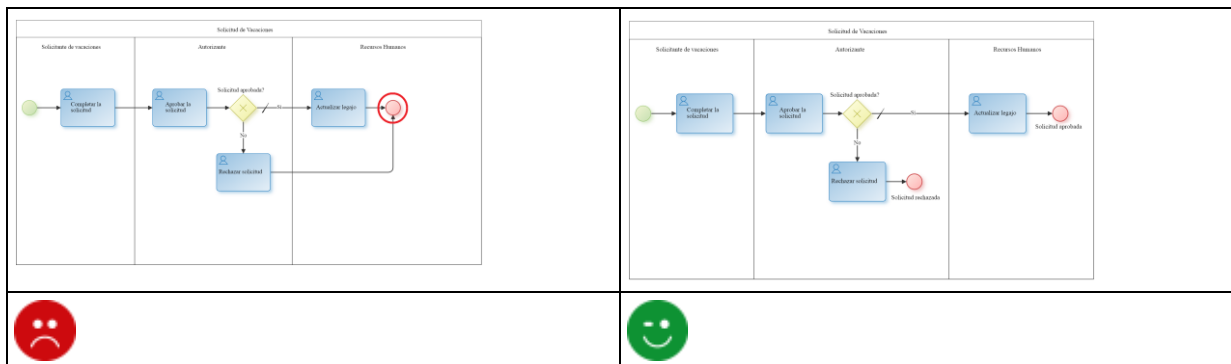 Solicitud de Vacaciones
Solicitante de vacaciones
Autorizante
Recursos Humanos
Completar la
solicitud
Aprobar la
solicitud
Solicitud aprobada?
Si
Actualizar legajo
No
Rechazar solicitud
Solicitud de Vacaciones
Solicitante de vacaciones
Autorizante
Recursos Humanos
Completar la
solicitud
Aprobar la
solicitud
Solicitud aprobada?
Si
Actualizar legajo
Solicitud aprobada
No
Rechazar solicitud
Solicitud rechazada